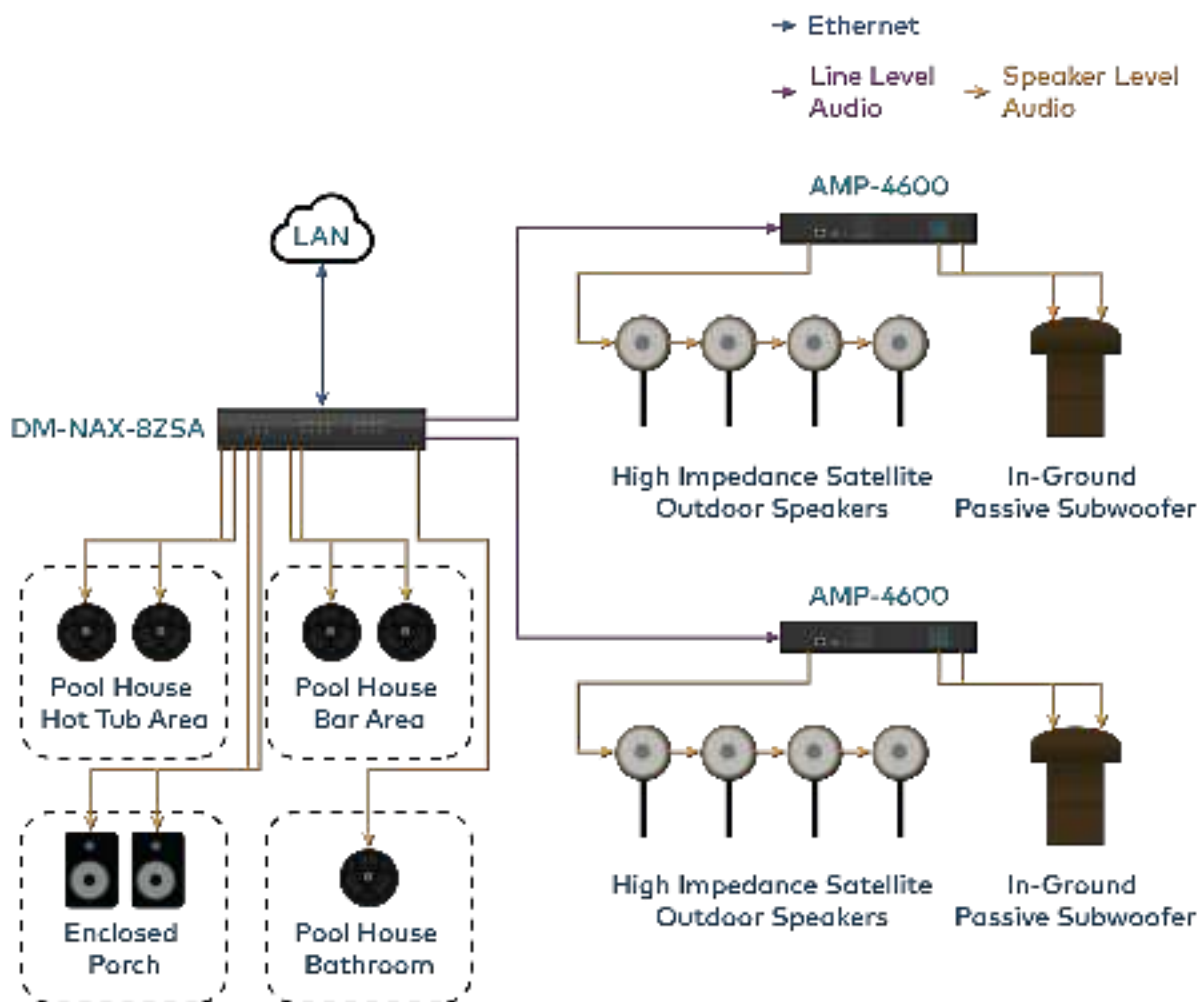 Ethernet
Line Level
Audio
Speaker Level
Audio
AMP-4600
LAN
DM-NAX-8ZSA
High Impedance Satellite
Outdoor Speakers
In-Ground
Passive Subwoofer
AMP-4600
Pool House
Hot Tub Area
Pool House
Bar Area
High Impedance Satellite
Outdoor Speakers
In-Ground
Passive Subwoofer
Enclosed
Porch
Pool House
Bathroom